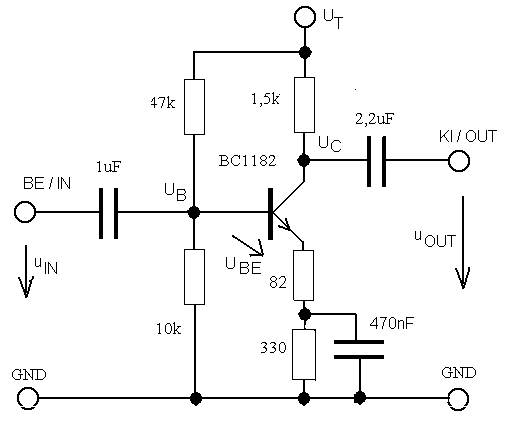 U_T
47k
1,5k
2,2uF
U_C
KI / OUT
BC1182
1uF
BE / IN
U_B
u_OUT
u_IN
U_BE
82
10k
330
470nF
GND
GND